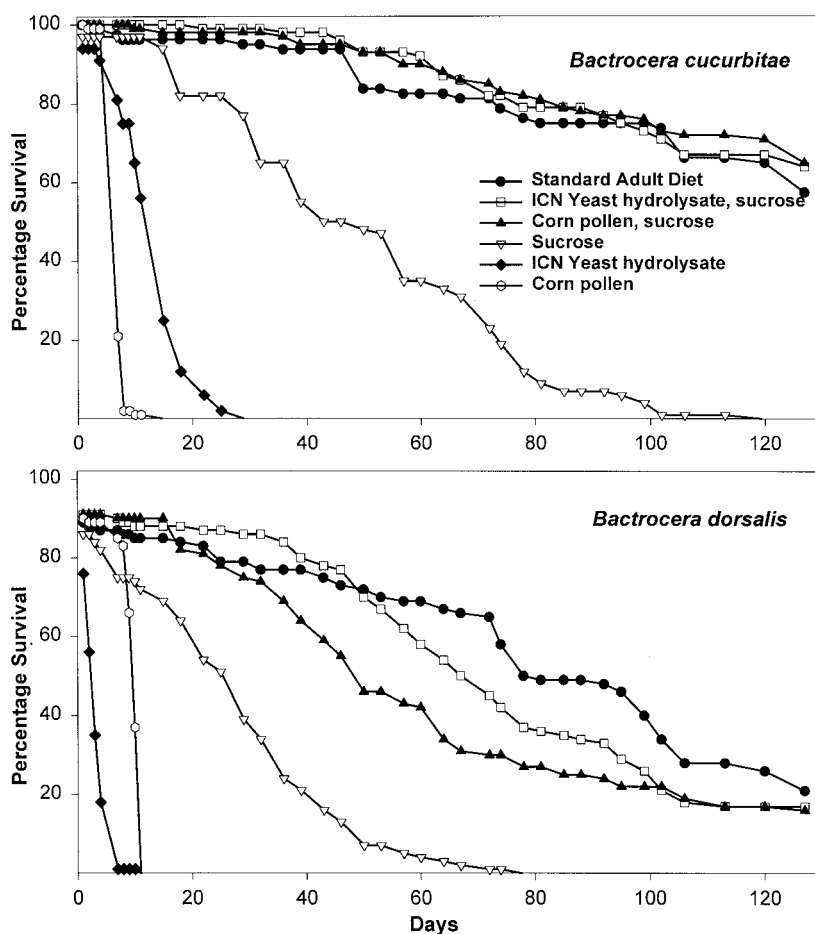 100
80
60
40
20
Percentage Survival
Bactrocera cucurbitae
Standard Adult Diet
ICN Yeast hydrolysate, sucrose
Corn pollen, sucrose
Sucrose
ICN Yeast hydrolysate
Corn pollen
0 20 40 60 80 100 120
100
80
60
40
20
Percentage Survival
Bactrocera dorsalis
0 20 40 60 80 100 120
Days